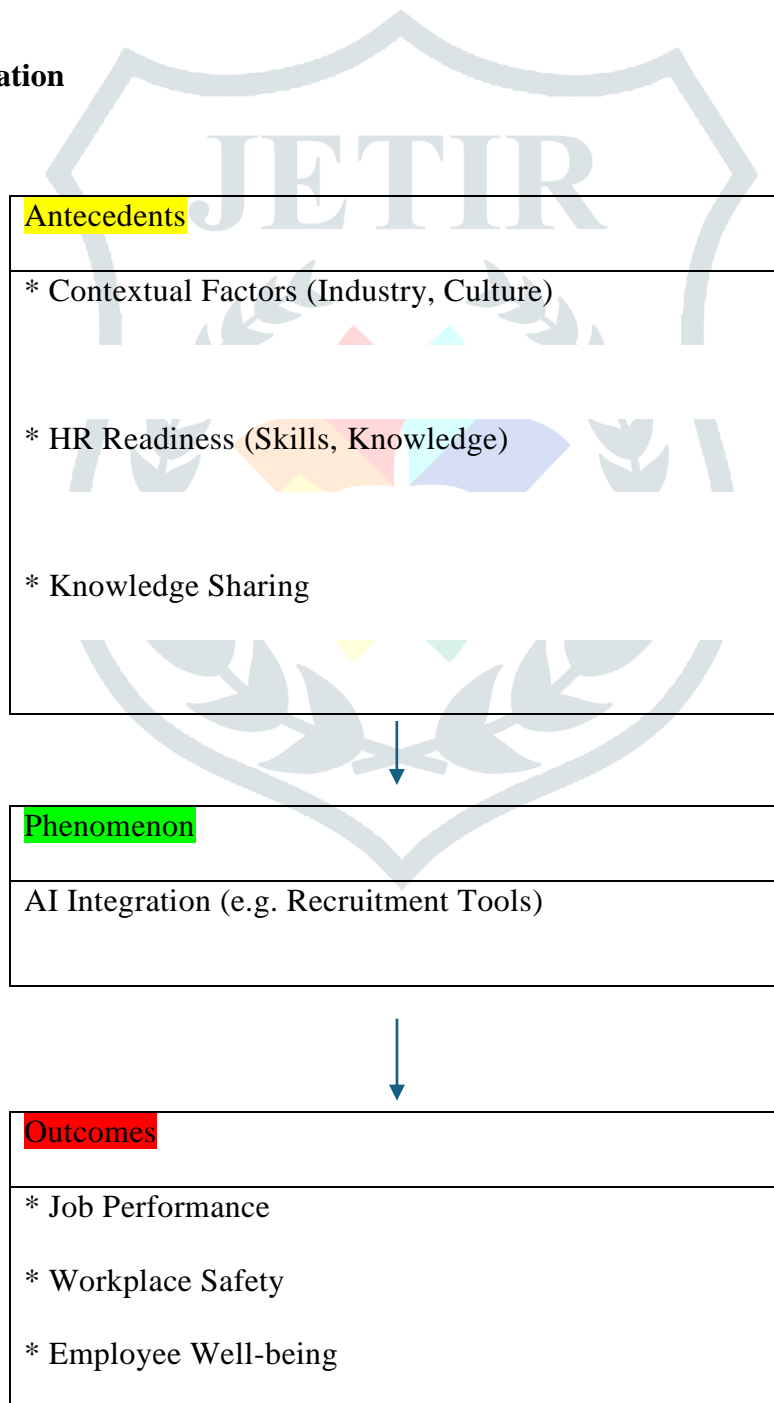 ation
JETIR
Antecedents
* Contextual Factors (Industry, Culture)
* HR Readiness (Skills, Knowledge)
* Knowledge Sharing
Phenomenon
AI Integration (e.g. Recruitment Tools)
Outcomes
* Job Performance
* Workplace Safety
* Employee Well-being